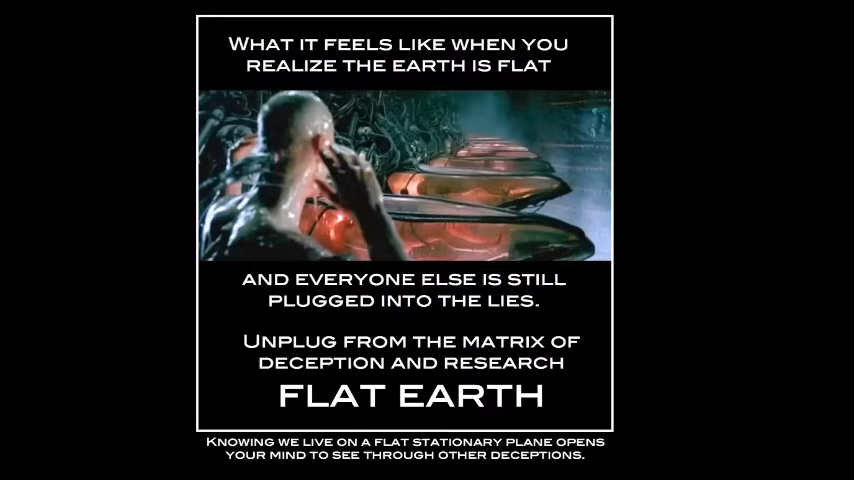 What it feels like when you
realize the earth is flat
and everyone else is still
plugged into the lies.
Unplug from the matrix of
deception and research
FLAT EARTH
Knowing we live on a flat stationary plane opens
your mind to see through other deceptions.